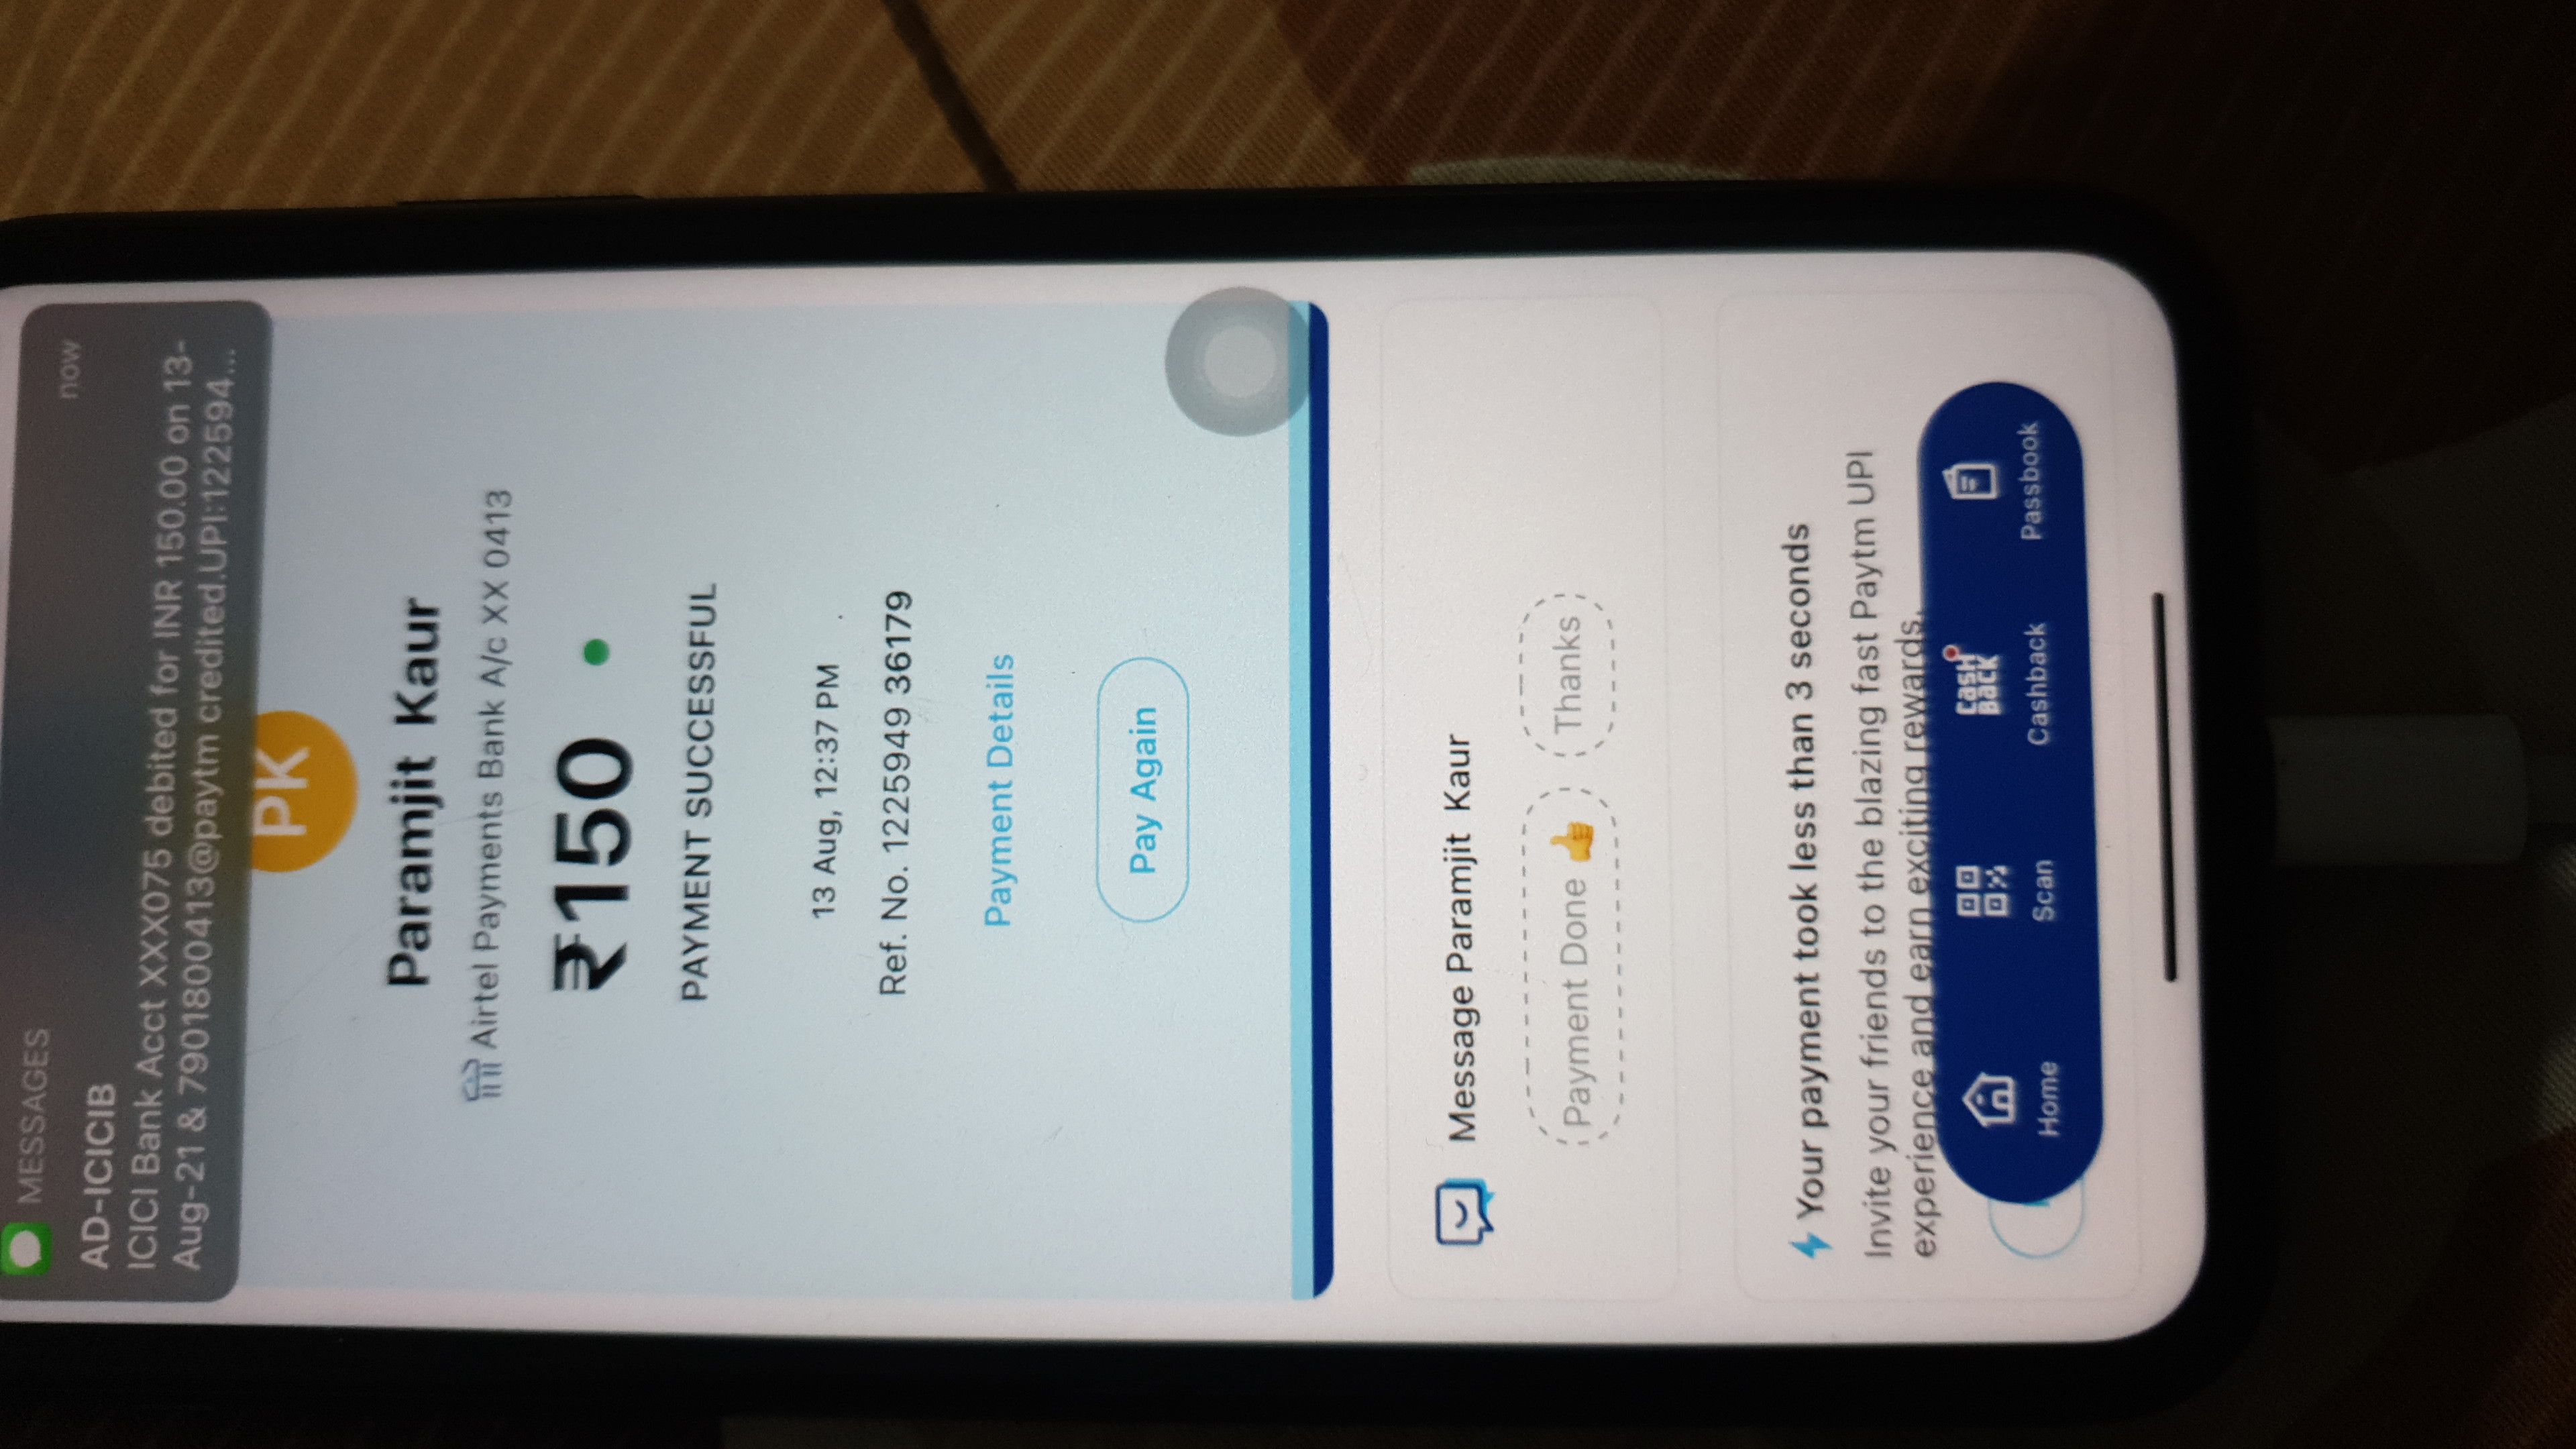 MESSAGES
now
AD-ICICIB
ICICI Bank Acct XXX075 debited for INR 150.00 on 13-
Aug-21 & 7901800413@paytm credited.UPI:122594...
PK
Paramjit Kaur
Airtel Payments Bank A/c XX 0413
₹150
PAYMENT SUCCESSFUL
13 Aug, 12:37 PM
Ref. No. 1225949 36179
Payment Details
Pay Again
Message Paramjit Kaur
Payment Done 👍
Thanks
Your payment took less than 3 seconds
Invite your friends to the blazing fast Paytm UPI
experience and earn exciting rewards.
Home
Scan
CASH BACK
Cashback
Passbook